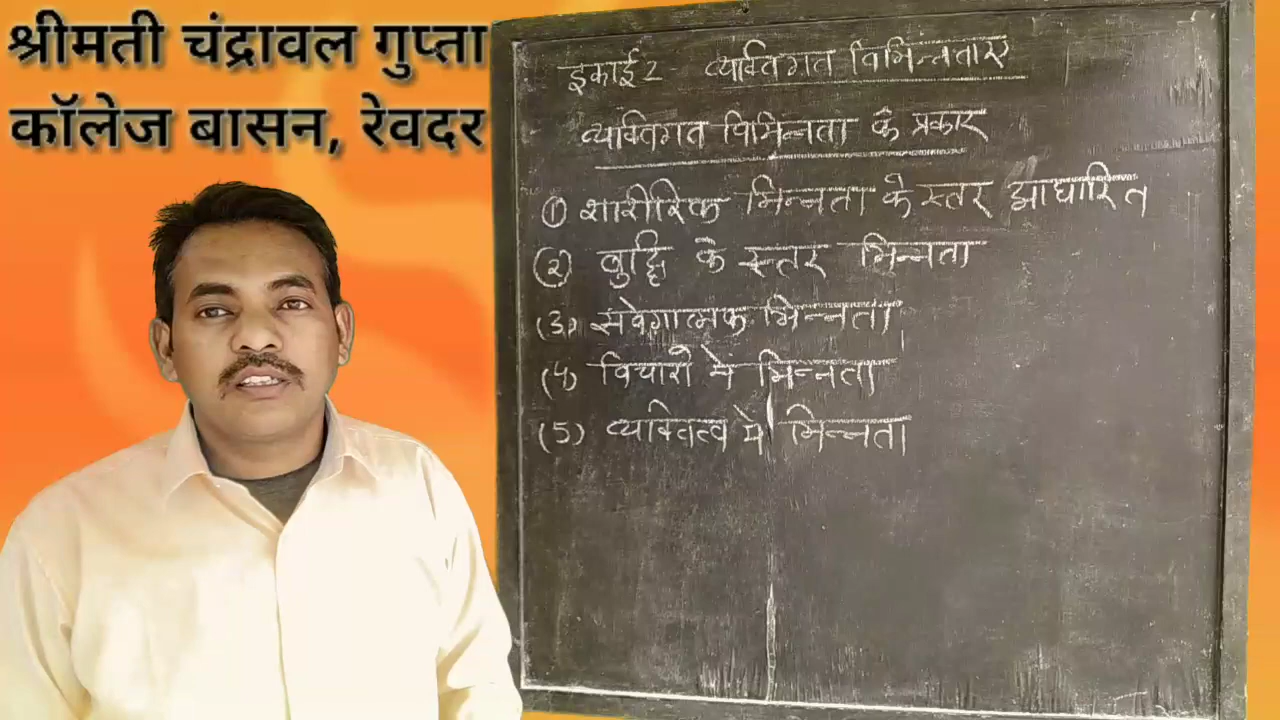 श्रीमती चंद्रावल गुप्ता
कॉलेज बासन, रेवदर
इकाई 2 - व्यक्तिगत विभिन्नताए
व्यक्तिगत विभिन्नता के प्रकार
① शारीरिक भिन्नता के स्तर आधारित
(२) बुद्धि के स्तर भिन्नता
(3) संवेगात्मक भिन्नता
(4) विचारो मे भिन्नता
(5) व्यक्तित्व मे भिन्नता